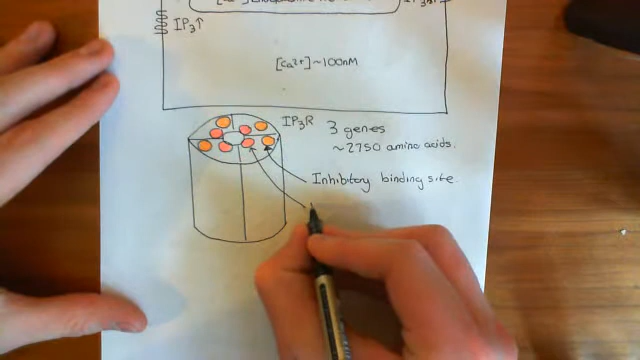 IP3↑
[Ca²⁺]~100nM
IP3R
3 genes
~2750 amino acids.
Inhibitory binding site.